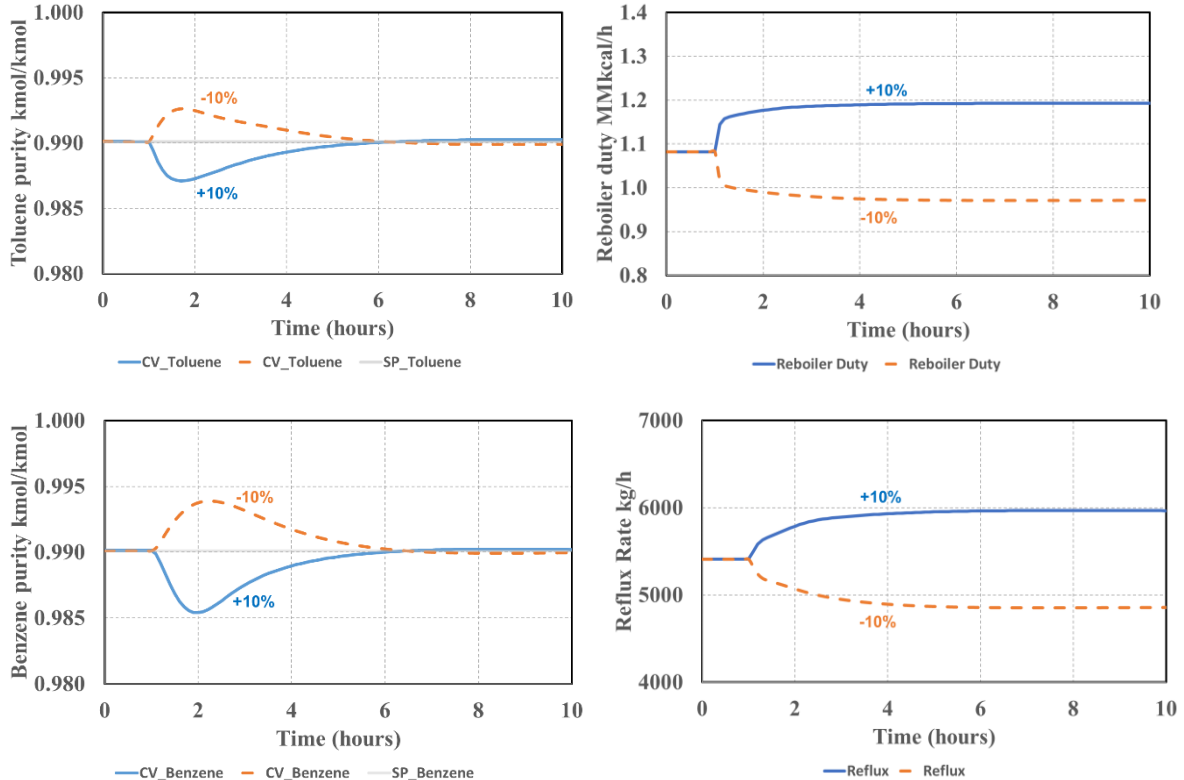 Toluene purity kmol/kmol
1.000
0.995
0.990
0.985
0.980
-10%
+10%
0 2 4 6 8 10
Time (hours)
CV_Toluene CV_Toluene SP_Toluene
Reboiler duty MMkcal/h
1.4
1.3
1.2
1.1
1.0
0.9
0.8
+10%
-10%
0 2 4 6 8 10
Time (hours)
Reboiler Duty Reboiler Duty
Benzene purity kmol/kmol
1.000
0.995
0.990
0.985
0.980
-10%
+10%
0 2 4 6 8 10
Time (hours)
CV_Benzene CV_Benzene SP_Benzene
Reflux Rate kg/h
7000
6000
5000
4000
+10%
-10%
0 2 4 6 8 10
Time (hours)
Reflux Reflux